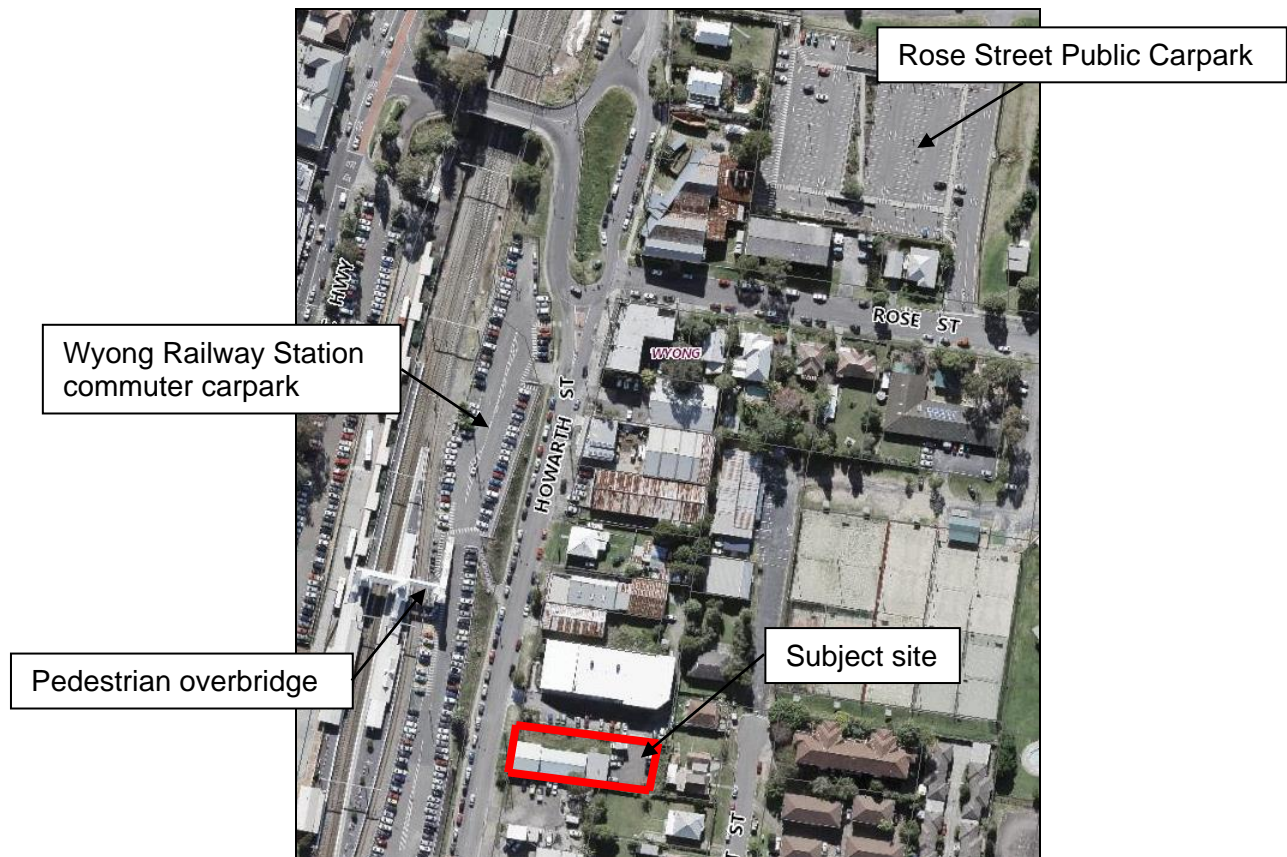 Rose Street Public Carpark
HWY
ROSE ST
Wyong Railway Station
commuter carpark
WYONG
HOWARTH ST
Subject site
Pedestrian overbridge
ST